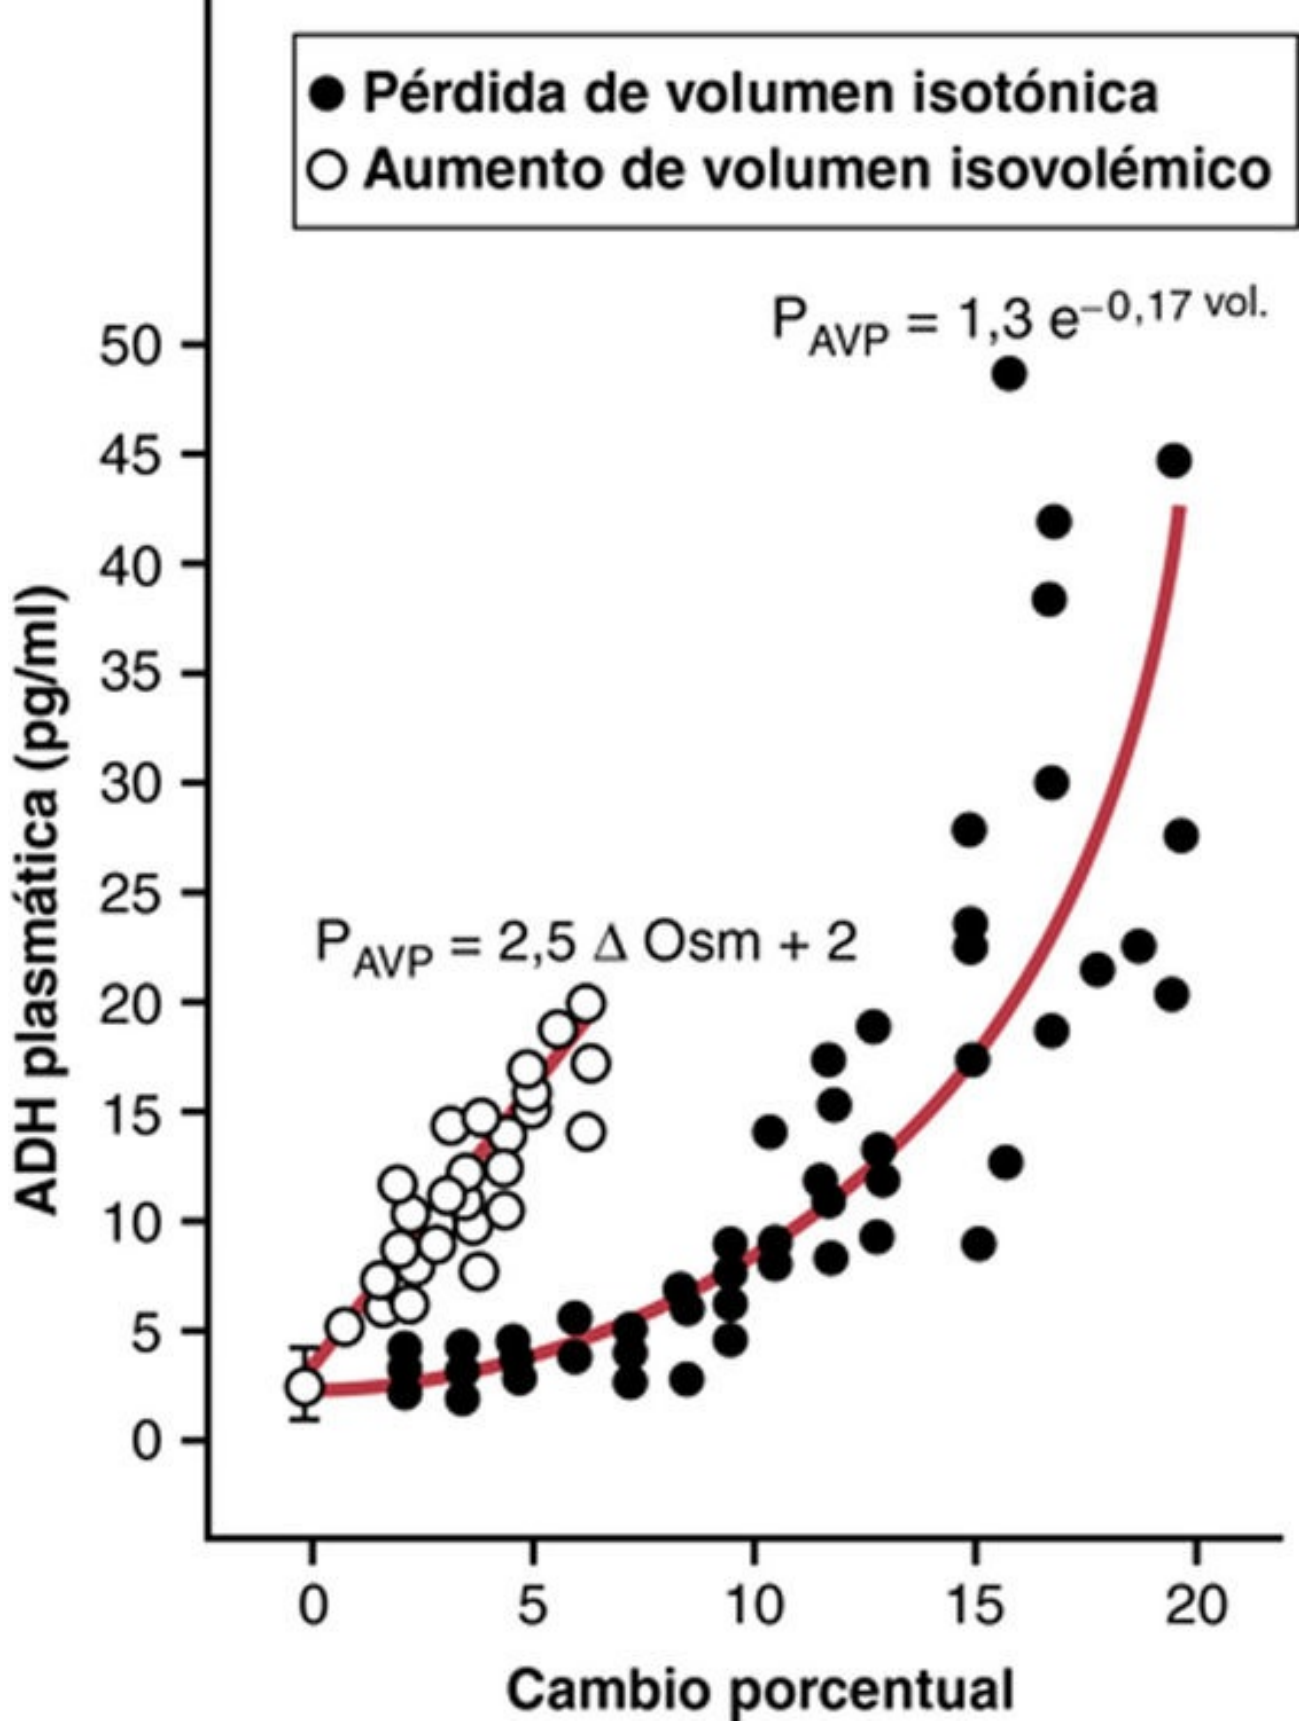 Pérdida de volumen isotónica
Aumento de volumen isovolémico
P_AVP = 1,3 e^–0,17 vol.
50
45
40
35
30
25
20
15
10
5
0
ADH plasmática (pg/ml)
P_AVP = 2,5 Δ Osm + 2
0 5 10 15 20
Cambio porcentual